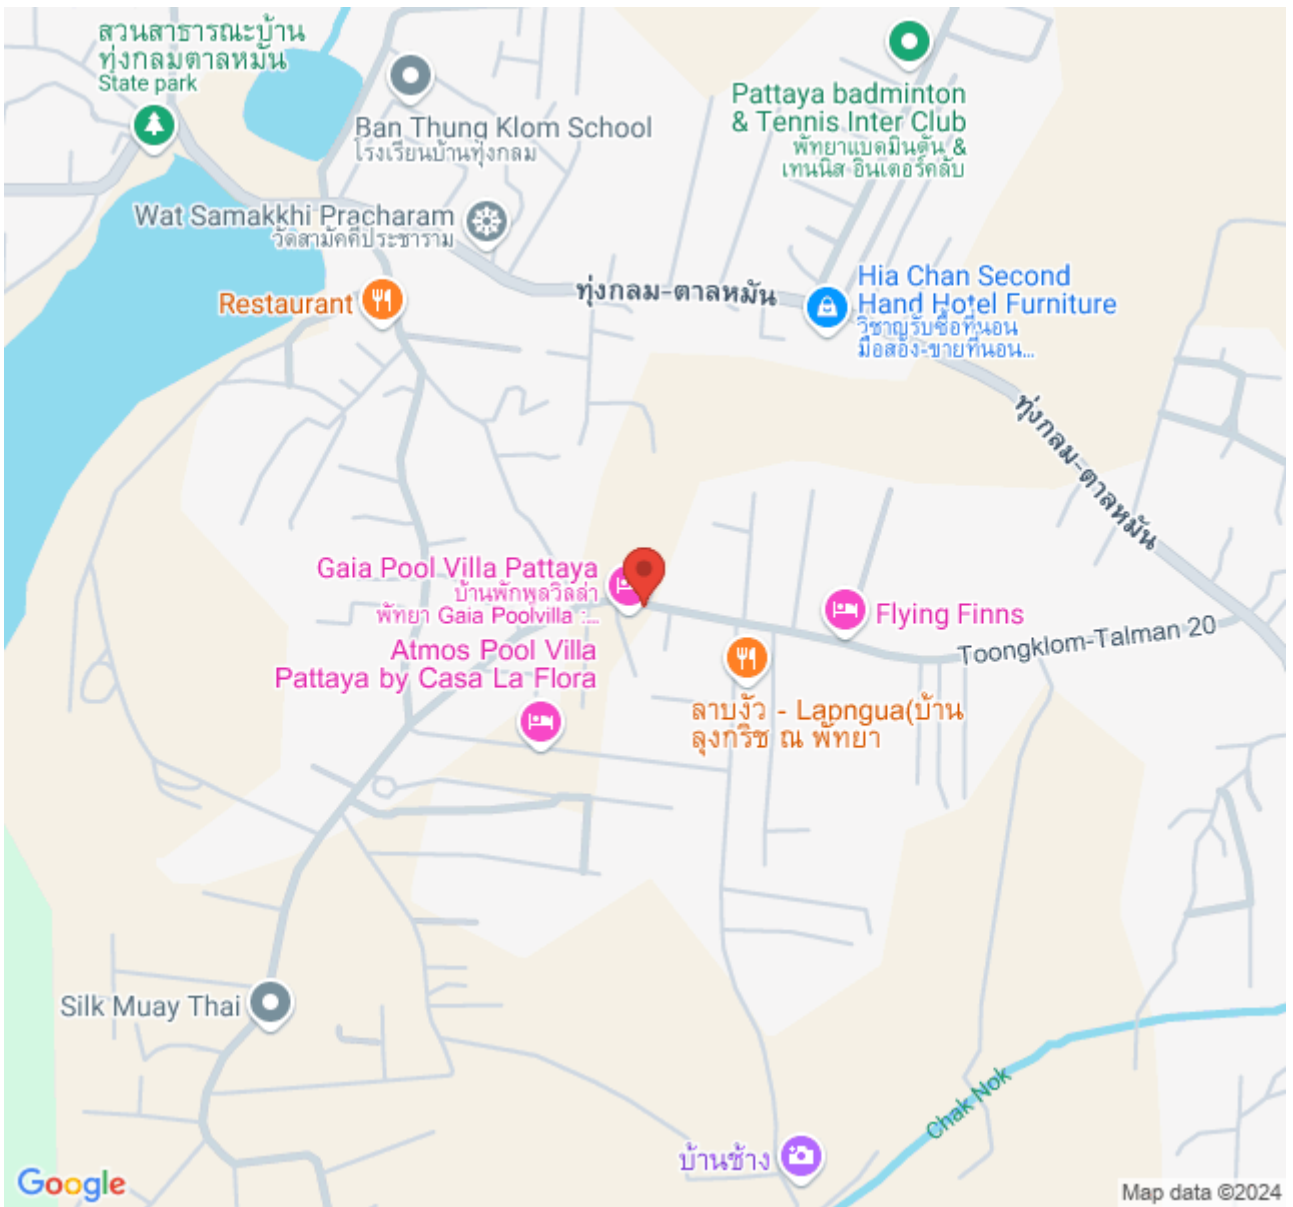 สวนสาธารณะบ้าน
ทุ่งกลมตาลหมัน
State park
Ban Thung Klom School
โรงเรียนบ้านทุ่งกลม
Pattaya badminton
& Tennis Inter Club
พัทยาแบดมินตัน &
เทนนิส อินเตอร์คลับ
Wat Samakkhi Pracharam
วัดสามัคคีประชาราม
Restaurant
ทุ่งกลม-ตาลหมัน
Hia Chan Second
Hand Hotel Furniture
วิชาญรับซื้อที่นอน
มือสอง-ขายที่นอน...
ทุ่งกลม-ตาลหมัน
Gaia Pool Villa Pattaya
บ้านพักพูลวิลล่า
พัทยา Gaia Poolvilla :...
Atmos Pool Villa
Pattaya by Casa La Flora
Flying Finns
Toongklom-Talman 20
ลาบงัว - Lapngua(บ้าน
ลุงกริช ณ พัทยา
Silk Muay Thai
Chak Nok
บ้านช้าง
Google
Map data ©2024